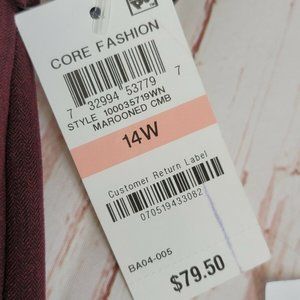 CORE FASHION
7 32994 53779 7
STYLE 100035719WN
MAROONED CMB
14W
Customer Return Label
070519433082
BA04-005
$79.50